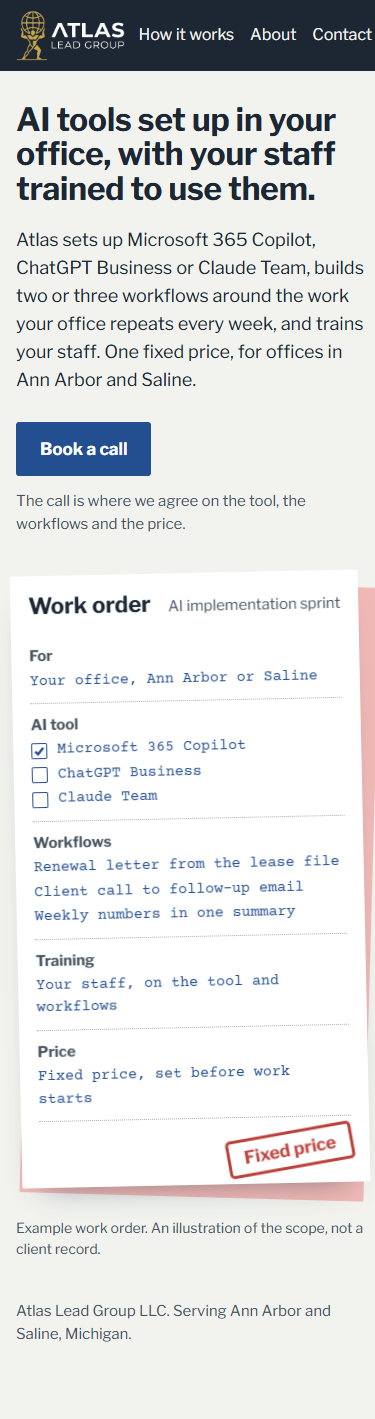 ATLAS
LEAD GROUP
How it works About Contact
AI tools set up in your
office, with your staff
trained to use them.
Atlas sets up Microsoft 365 Copilot,
ChatGPT Business or Claude Team, builds
two or three workflows around the work
your office repeats every week, and trains
your staff. One fixed price, for offices in
Ann Arbor and Saline.
Book a call
The call is where we agree on the tool, the
workflows and the price.
Work order AI implementation sprint
For
Your office, Ann Arbor or Saline
AI tool
Microsoft 365 Copilot
ChatGPT Business
Claude Team
Workflows
Renewal letter from the lease file
Client call to follow-up email
Weekly numbers in one summary
Training
Your staff, on the tool and
workflows
Price
Fixed price, set before work
starts
Fixed price
Example work order. An illustration of the scope, not a
client record.
Atlas Lead Group LLC. Serving Ann Arbor and
Saline, Michigan.